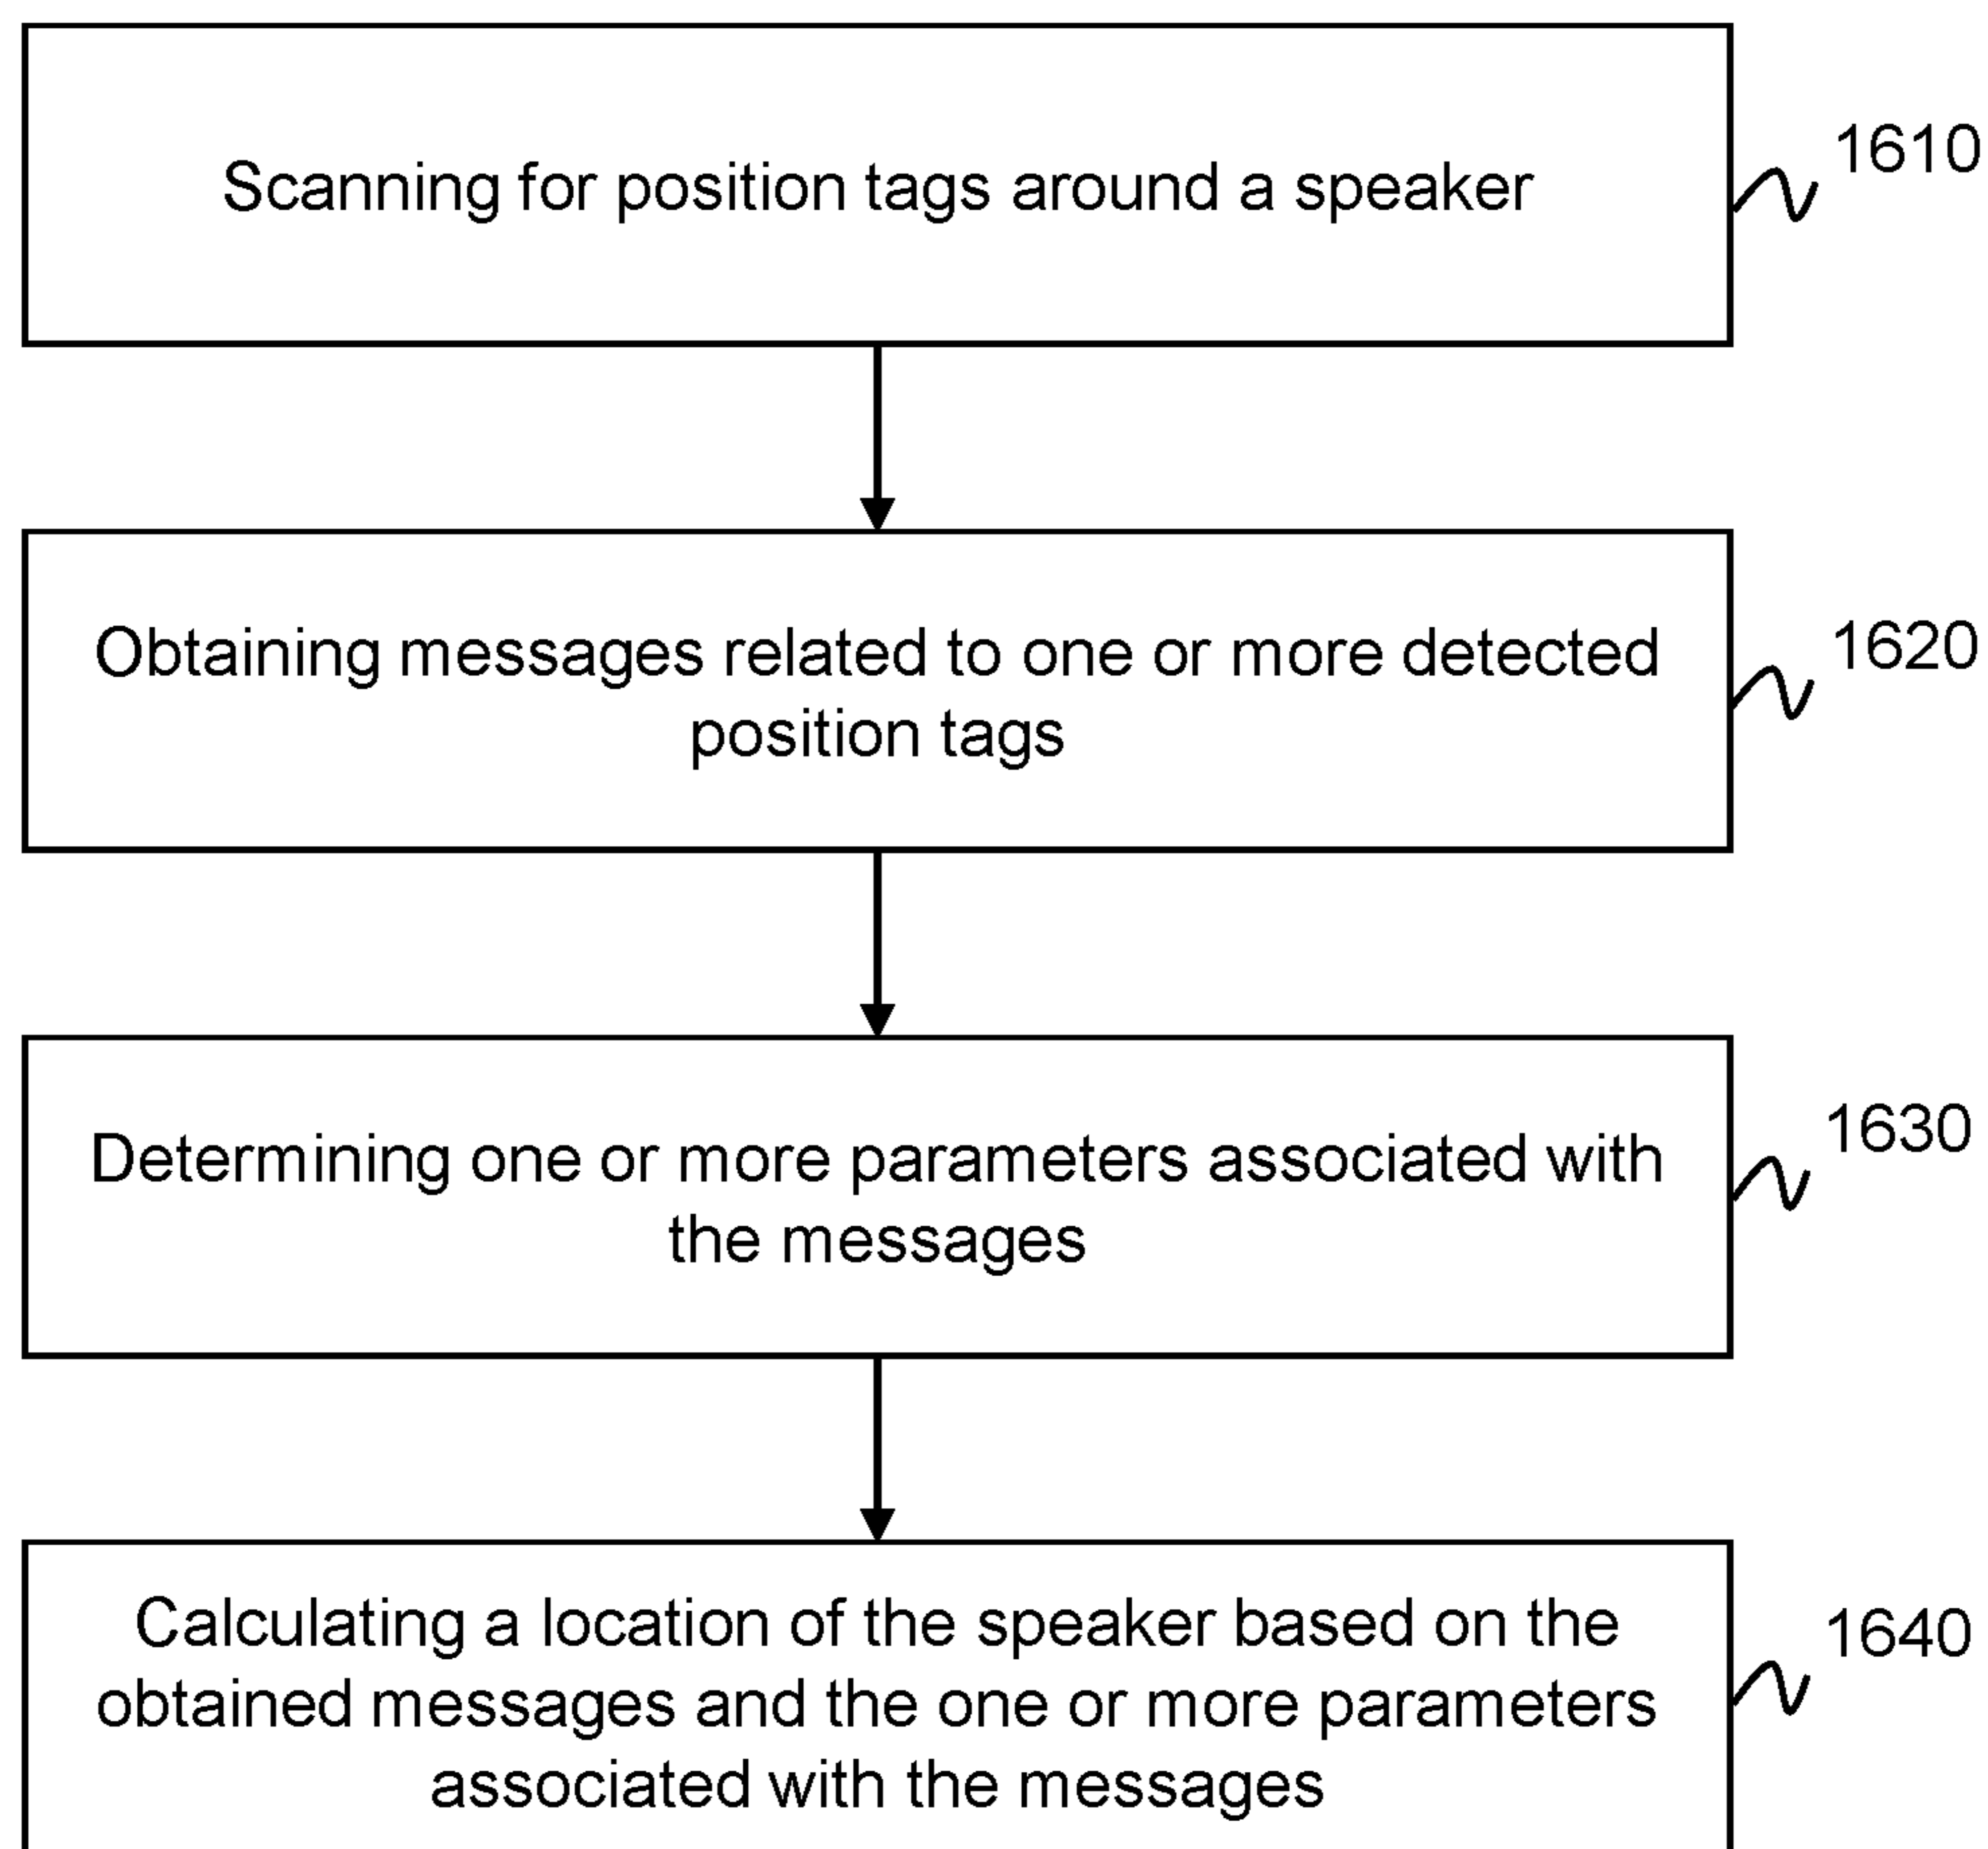 Scanning for position tags around a speaker
1610
Obtaining messages related to one or more detected
position tags
1620
Determining one or more parameters associated with
the messages
1630
Calculating a location of the speaker based on the
obtained messages and the one or more parameters
associated with the messages
1640